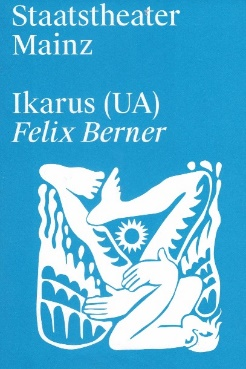 Staatstheater
Mainz
Ikarus (UA)
Felix Berner